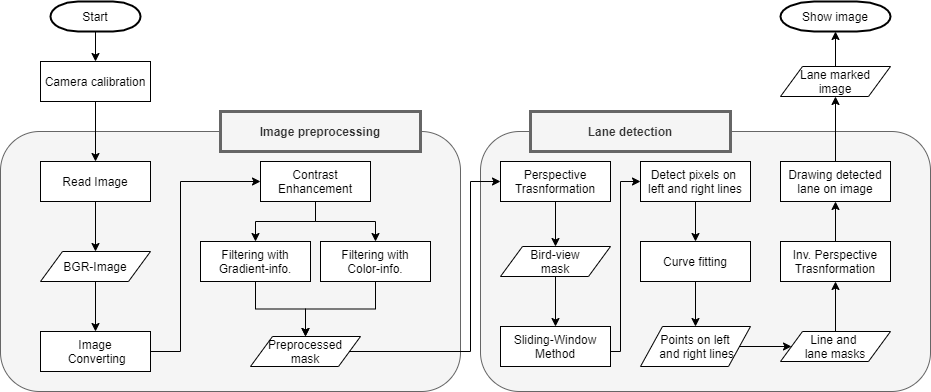 Start
Camera calibration
Image preprocessing
Read Image
BGR-Image
Image
Converting
Contrast
Enhancement
Filtering with
Gradient-info.
Filtering with
Color-info.
Preprocessed
mask
Lane detection
Perspective
Trasnformation
Bird-view
mask
Sliding-Window
Method
Detect pixels on
left and right lines
Curve fitting
Points on left
and right lines
Line and
lane masks
Inv. Perspective
Trasnformation
Drawing detected
lane on image
Lane marked
image
Show image